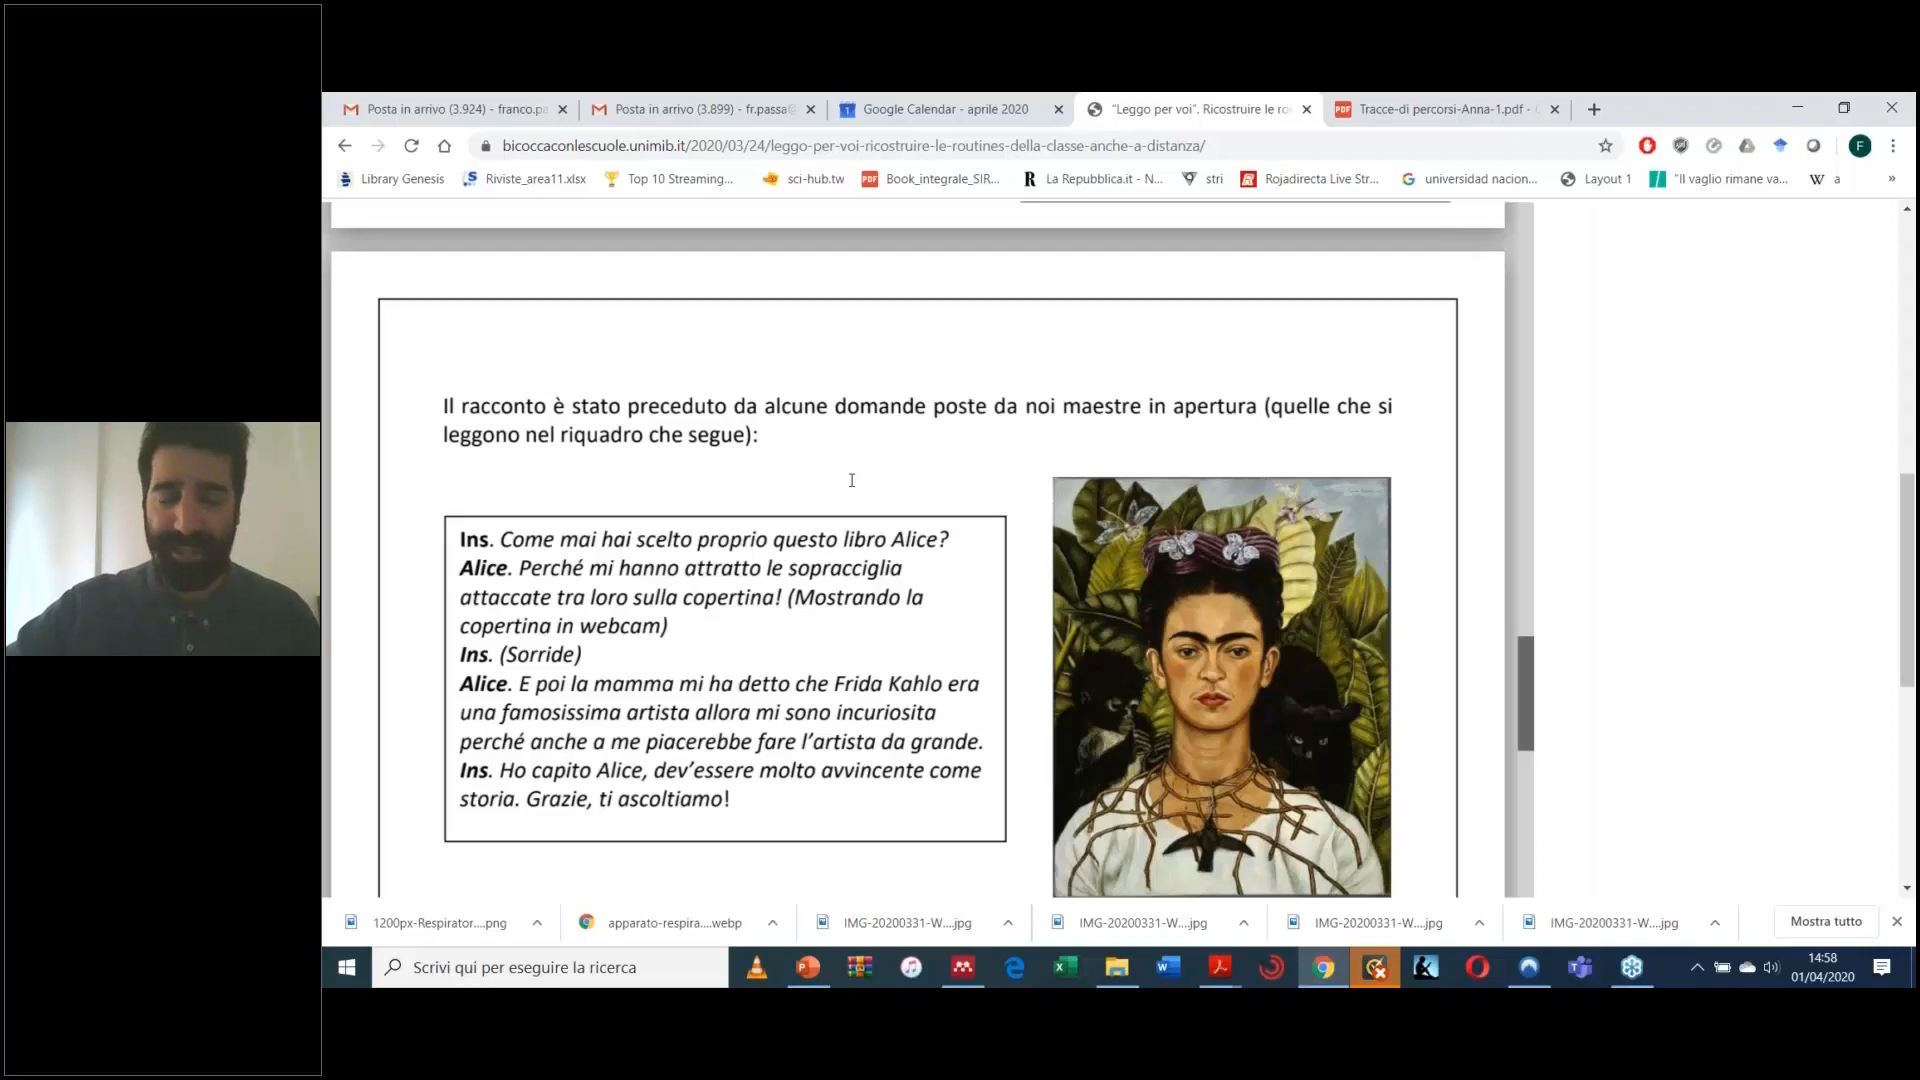 Posta in arrivo (3.924) - franco.pa
Posta in arrivo (3.899) - fr.passa@
Google Calendar - aprile 2020
"Leggo per voi". Ricostruire le ro
Tracce-di percorsi-Anna-1.pdf -
bicoccaconlescuole.unimib.it/2020/03/24/leggo-per-voi-ricostruire-le-routines-della-classe-anche-a-distanza/
F
Library Genesis
Riviste_area11.xlsx
Top 10 Streaming...
sci-hub.tw
Book_integrale_SIR...
La Repubblica.it - N...
stri
Rojadirecta Live Str...
universidad nacion...
Layout 1
"Il vaglio rimane va...
a
»
Il racconto è stato preceduto da alcune domande poste da noi maestre in apertura (quelle che si
leggono nel riquadro che segue):
Ins. Come mai hai scelto proprio questo libro Alice?
Alice. Perché mi hanno attratto le sopracciglia
attaccate tra loro sulla copertina! (Mostrando la
copertina in webcam)
Ins. (Sorride)
Alice. E poi la mamma mi ha detto che Frida Kahlo era
una famosissima artista allora mi sono incuriosita
perché anche a me piacerebbe fare l'artista da grande.
Ins. Ho capito Alice, dev'essere molto avvincente come
storia. Grazie, ti ascoltiamo!
1200px-Respirator....png
apparato-respira....webp
IMG-20200331-W....jpg
IMG-20200331-W....jpg
IMG-20200331-W....jpg
IMG-20200331-W....jpg
Mostra tutto
Scrivi qui per eseguire la ricerca
14:58
01/04/2020